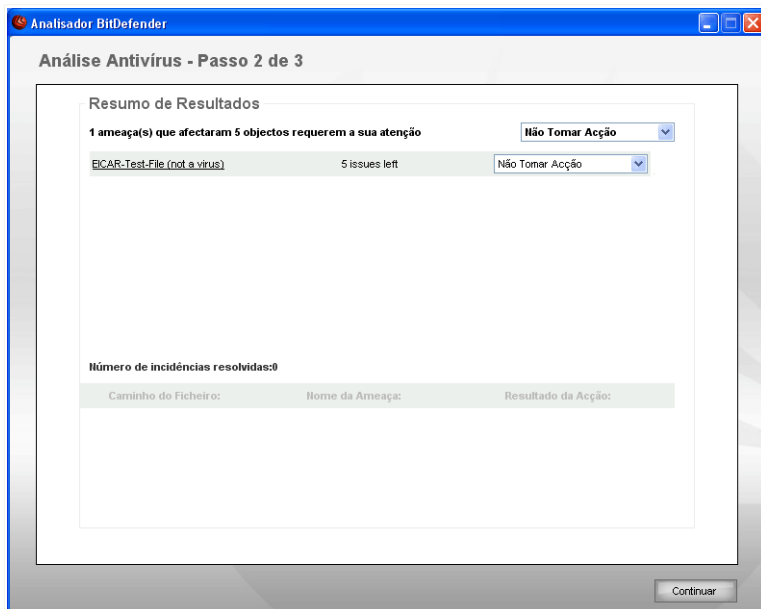 Analisador BitDefender
Análise Antivírus - Passo 2 de 3
Resumo de Resultados
1 ameaça(s) que afectaram 5 objectos requerem a sua atenção Não Tomar Acção
EICAR-Test-File (not a virus) 5 issues left Não Tomar Acção
Número de incidências resolvidas:0
Caminho do Ficheiro: Nome da Ameaça: Resultado da Acção:
Continuar